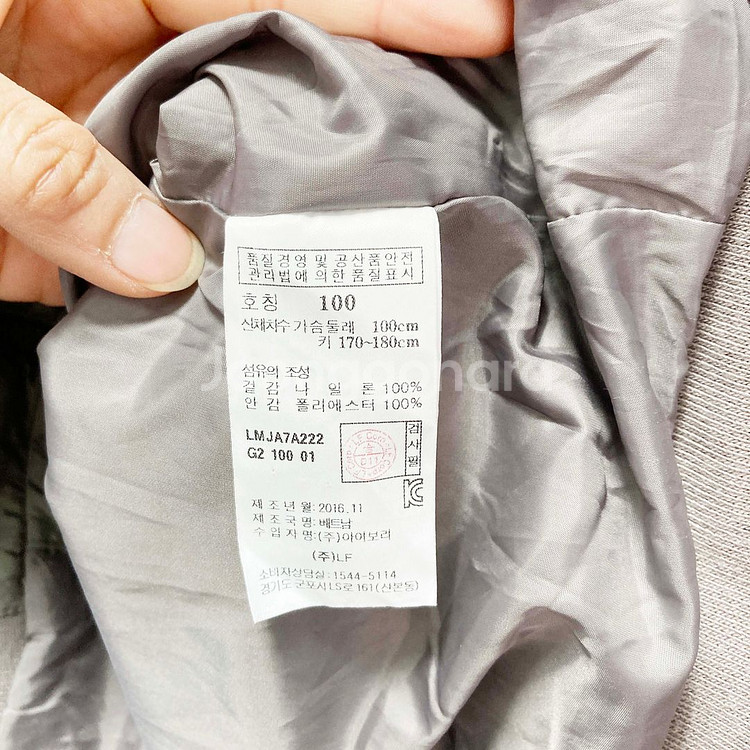 품질경영 및 공산품안전
관리법에의한 품질표시
호칭 100
신체치수 가슴둘레 100cm
키 170~180cm
섬유의 조성
겉감 나일론 100%
안감 폴리에스터 100%
LMJA7A222
G2 100 01
검사필
제조년월:2016.11
제조국명:베트남
수입자명:(주)아이보리
(주)LF
소비자상담실:1544-5114
경기도군포시LS로 161(산본동)